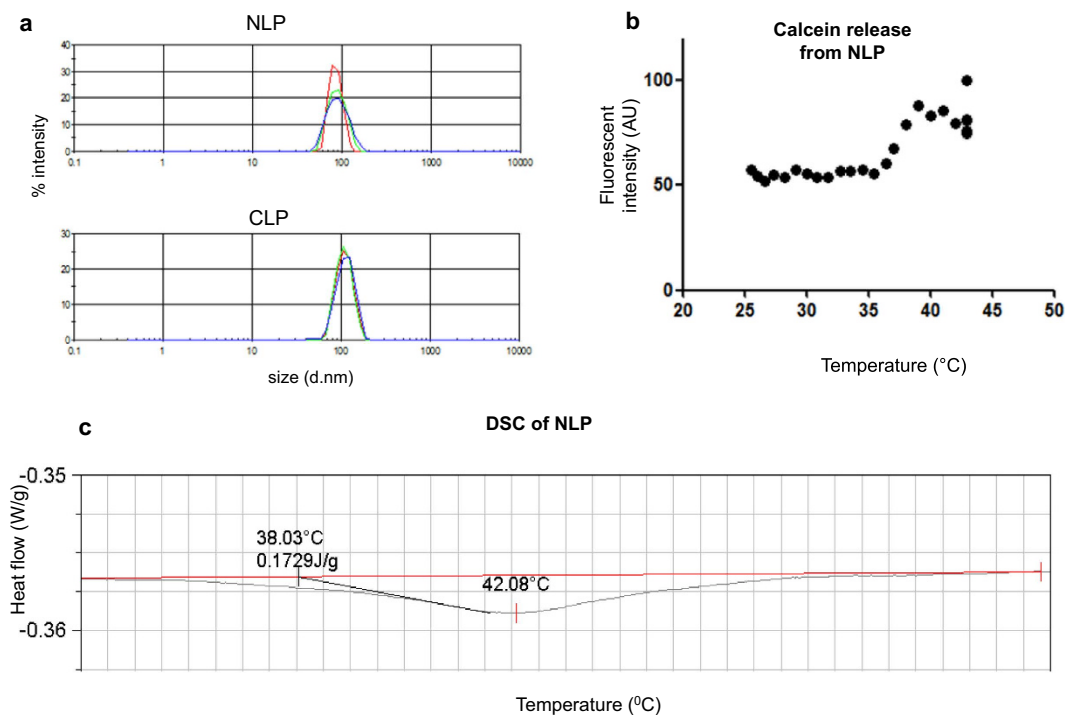 a
NLP
40
30
20
10
0
0.1 1 10 100 1000 10000
% intensity
CLP
30
20
10
0
0.1 1 10 100 1000 10000
size (d.nm)
b
Calcein release
from NLP
Fluorescent
intensity (AU)
100
50
0
20 25 30 35 40 45 50
Temperature (°C)
c
DSC of NLP
Heat flow (W/g)
-0.35
-0.36
38.03°C
0.1729J/g
42.08°C
Temperature (⁰C)